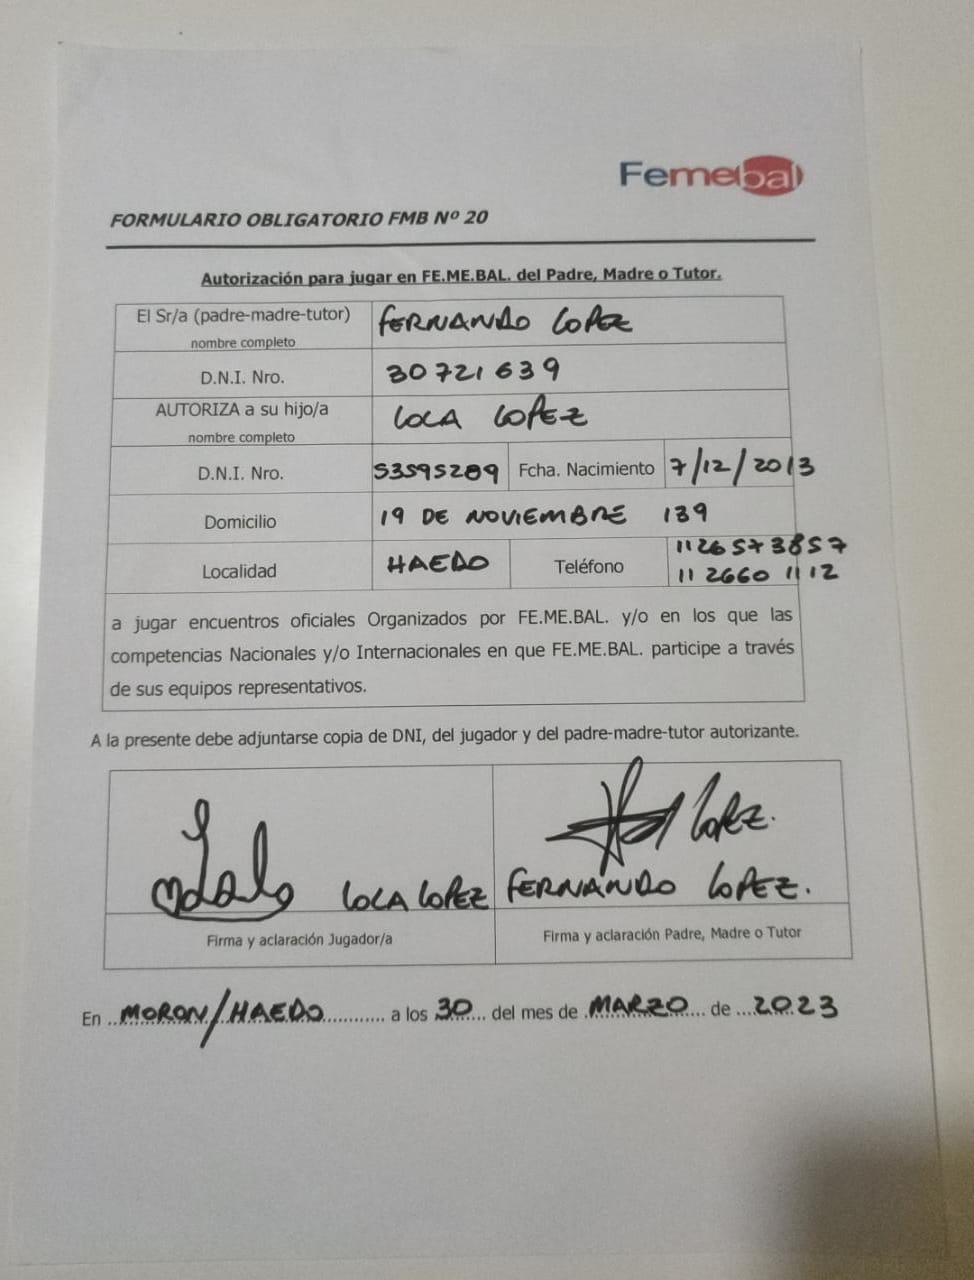 Femebal
FORMULARIO OBLIGATORIO FMB Nº 20
Autorización para jugar en FE.ME.BAL. del Padre, Madre o Tutor.
El Sr/a (padre-madre-tutor)
nombre completo
FERNANDO LOPEZ
D.N.I. Nro.
30721639
AUTORIZA a su hijo/a
nombre completo
LOLA LOPEZ
D.N.I. Nro.
53595289
Fcha. Nacimiento
7/12/2013
Domicilio
19 DE NOVIEMBRE 139
Localidad
HAEDO
Teléfono
1126573857
11 2660 1112
a jugar encuentros oficiales Organizados por FE.ME.BAL. y/o en los que las
competencias Nacionales y/o Internacionales en que FE.ME.BAL. participe a través
de sus equipos representativos.
A la presente debe adjuntarse copia de DNI, del jugador y del padre-madre-tutor autorizante.
LOLA LOPEZ
Lopez.
FERNANDO LOPEZ.
Firma y aclaración Jugador/a
Firma y aclaración Padre, Madre o Tutor
En ..MORON/HAEDO............ a los 30.... del mes de .MARZO.... de ....2023